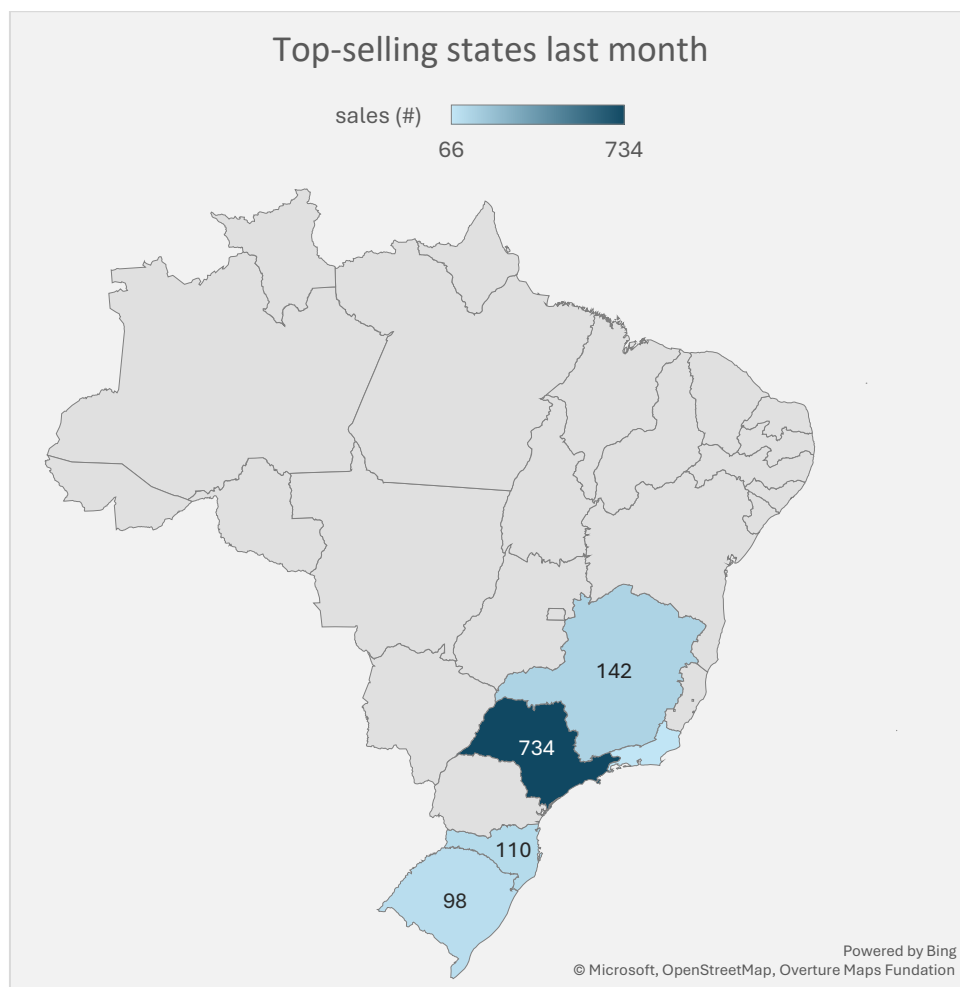 Top-selling states last month
sales (#)
66 734
142
734
110
98
Powered by Bing
© Microsoft, OpenStreetMap, Overture Maps Fundation